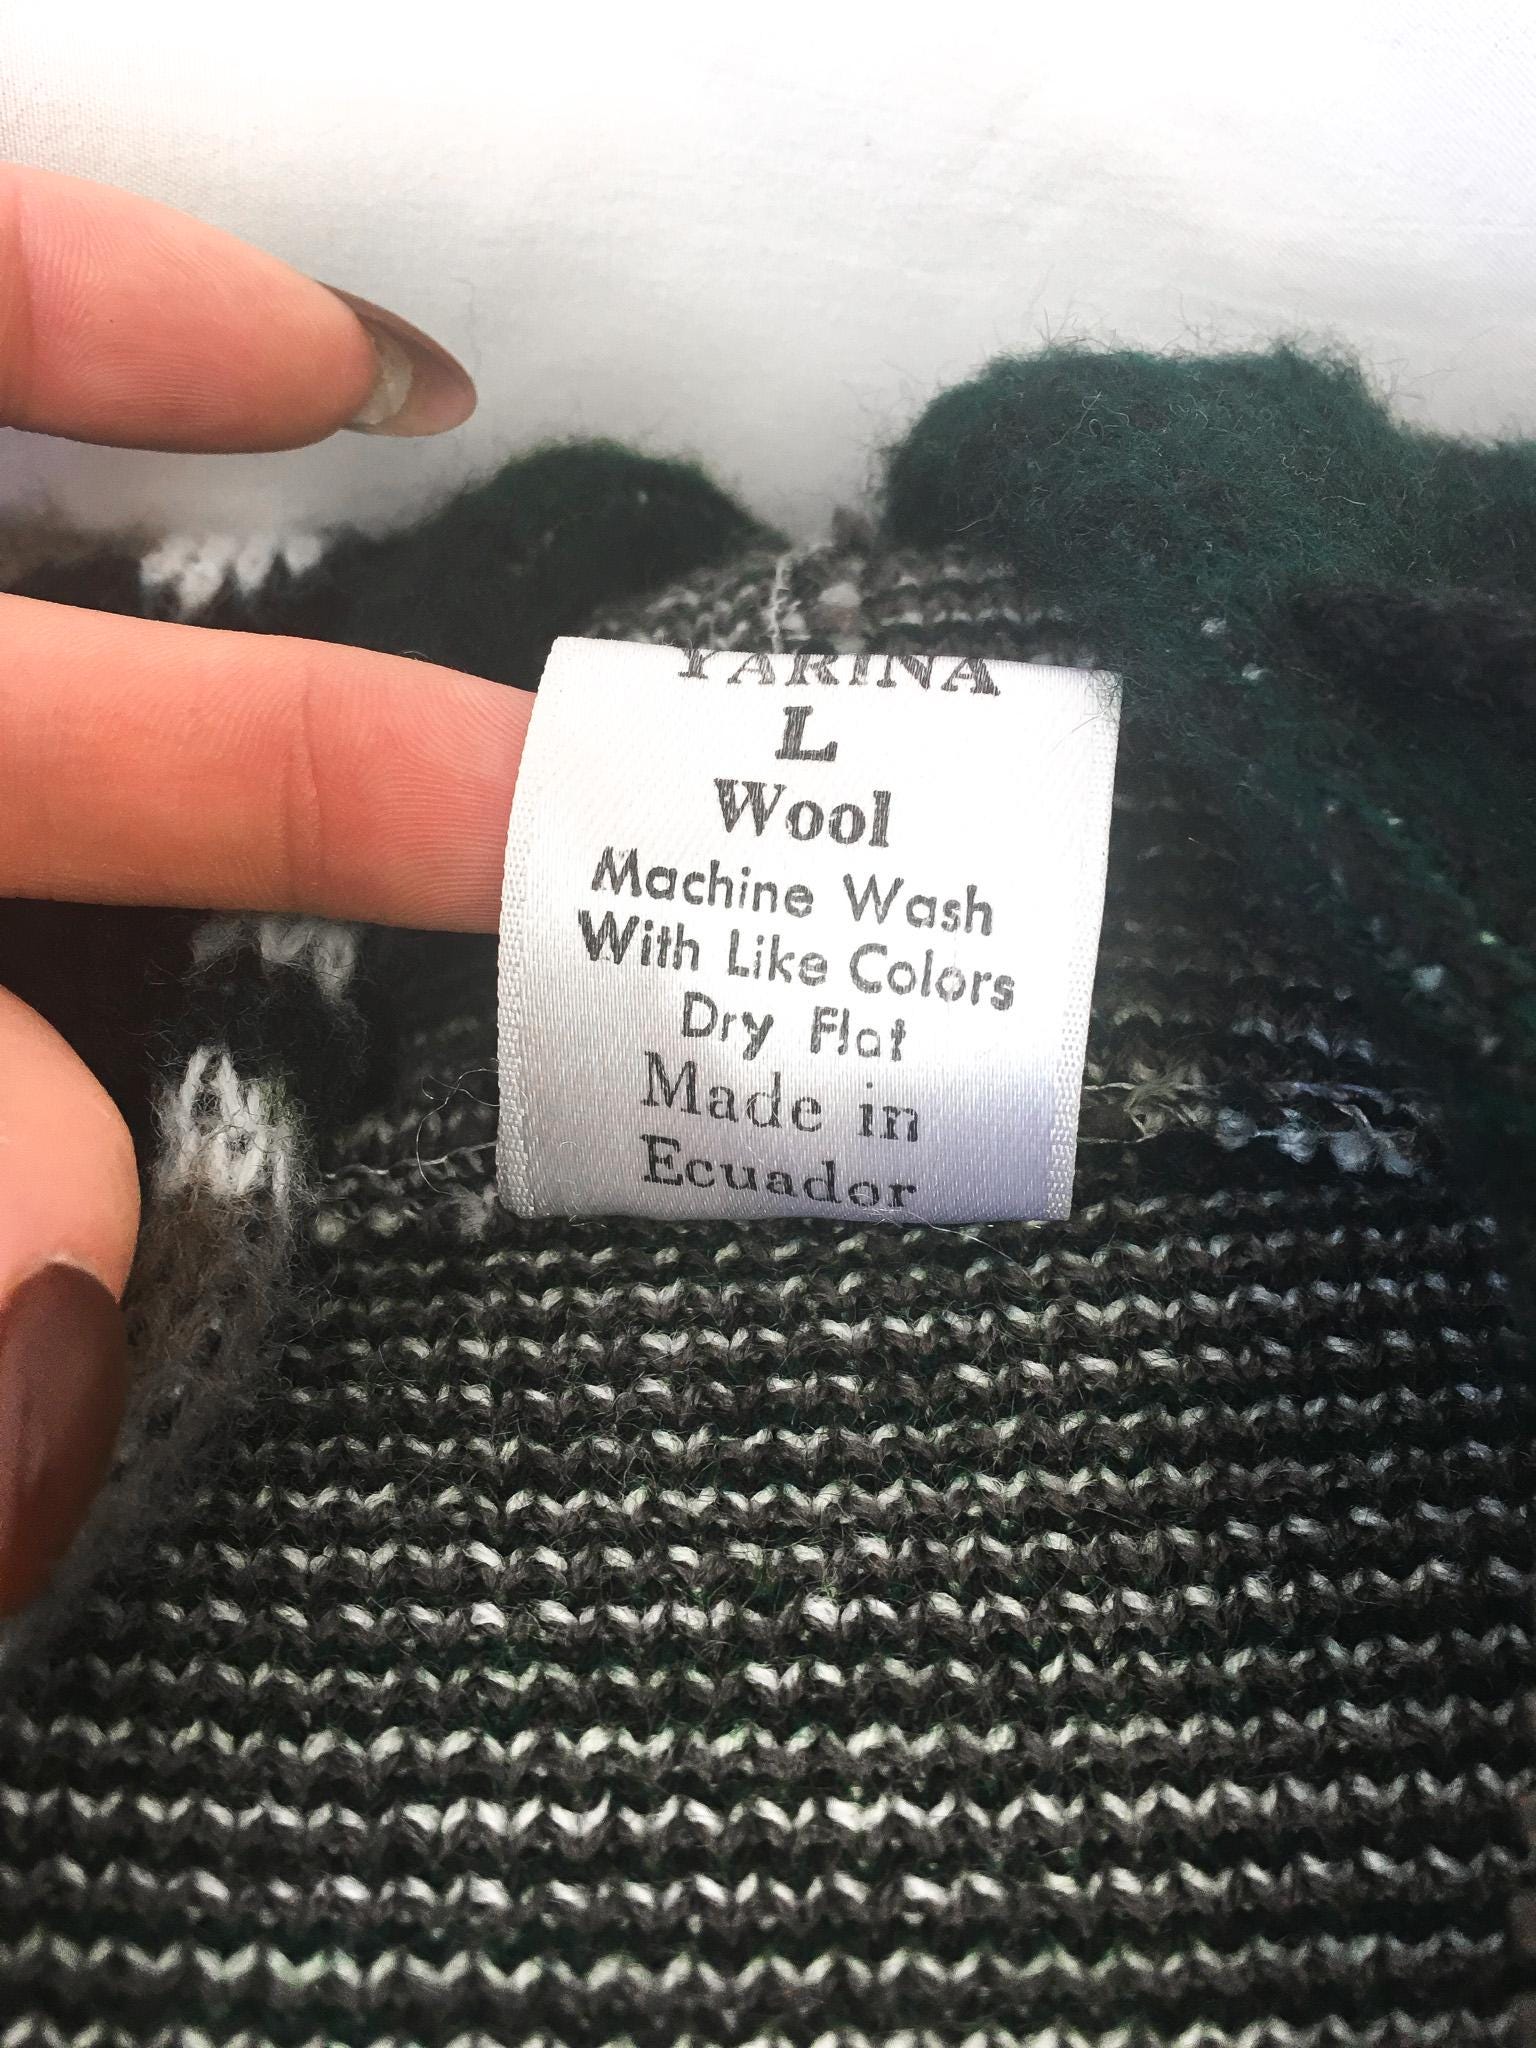 YARINA
L
Wool
Machine Wash
With Like Colors
Dry Flat
Made in
Ecuador